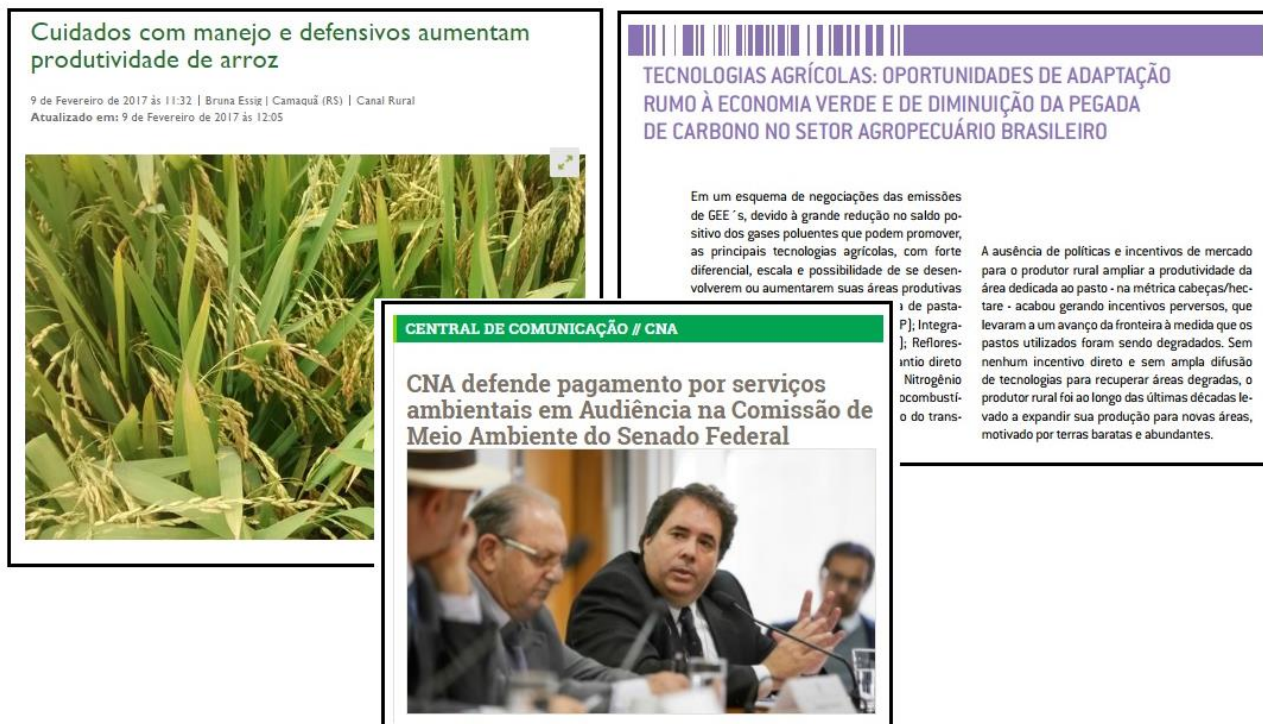 Cuidados com manejo e defensivos aumentam
produtividade de arroz
9 de Fevereiro de 2017 às 11:32 | Bruna Essig | Camaquã (RS) | Canal Rural
Atualizado em: 9 de Fevereiro de 2017 às 12:05
TECNOLOGIAS AGRÍCOLAS: OPORTUNIDADES DE ADAPTAÇÃO
RUMO À ECONOMIA VERDE E DE DIMINUIÇÃO DA PEGADA
DE CARBONO NO SETOR AGROPECUÁRIO BRASILEIRO
Em um esquema de negociações das emissões
de GEE´s, devido à grande redução no saldo po-
sitivo dos gases poluentes que podem promover,
as principais tecnologias agrícolas, com forte
diferencial, escala e possibilidade de se desen-
volverem ou aumentarem suas áreas produtivas
de pasta-
P); Integra-
); Reflores-
antio direto
Nitrogênio
ocombustí-
o do trans-
A ausência de políticas e incentivos de mercado
para o produtor rural ampliar a produtividade da
área dedicada ao pasto - na métrica cabeças/hec-
tare - acabou gerando incentivos perversos, que
levaram a um avanço da fronteira à medida que os
pastos utilizados foram sendo degradados. Sem
nenhum incentivo direto e sem ampla difusão
de tecnologias para recuperar áreas degradas, o
produtor rural foi ao longo das últimas décadas le-
vado a expandir sua produção para novas áreas,
motivado por terras baratas e abundantes.
CENTRAL DE COMUNICAÇÃO // CNA
CNA defende pagamento por serviços
ambientais em Audiência na Comissão de
Meio Ambiente do Senado Federal